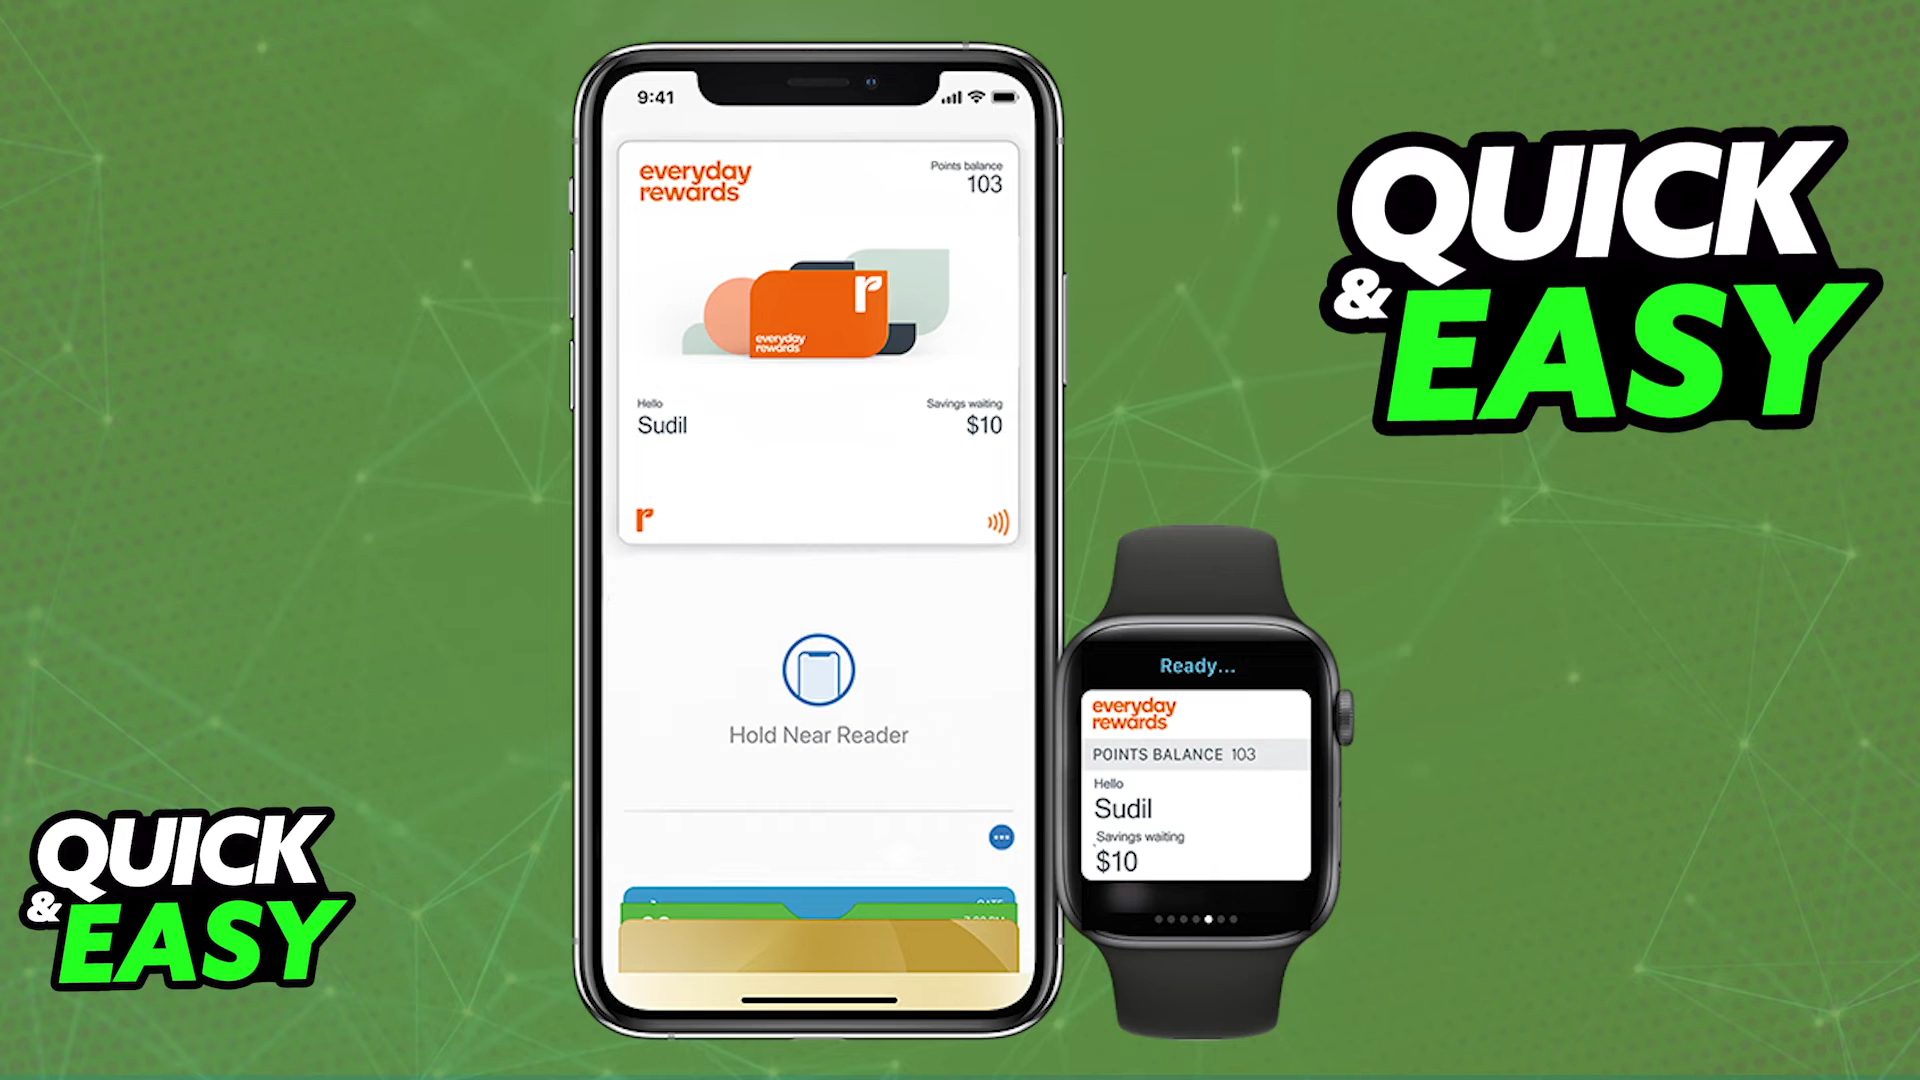 9:41
everyday
rewards
Points balance
103
r
everyday
rewards
Hello
Sudil
Savings waiting
$10
r
Hold Near Reader
QUICK
& EASY
Ready...
everyday
rewards
POINTS BALANCE 103
Hello
Sudil
Savings waiting
$10
QUICK
& EASY